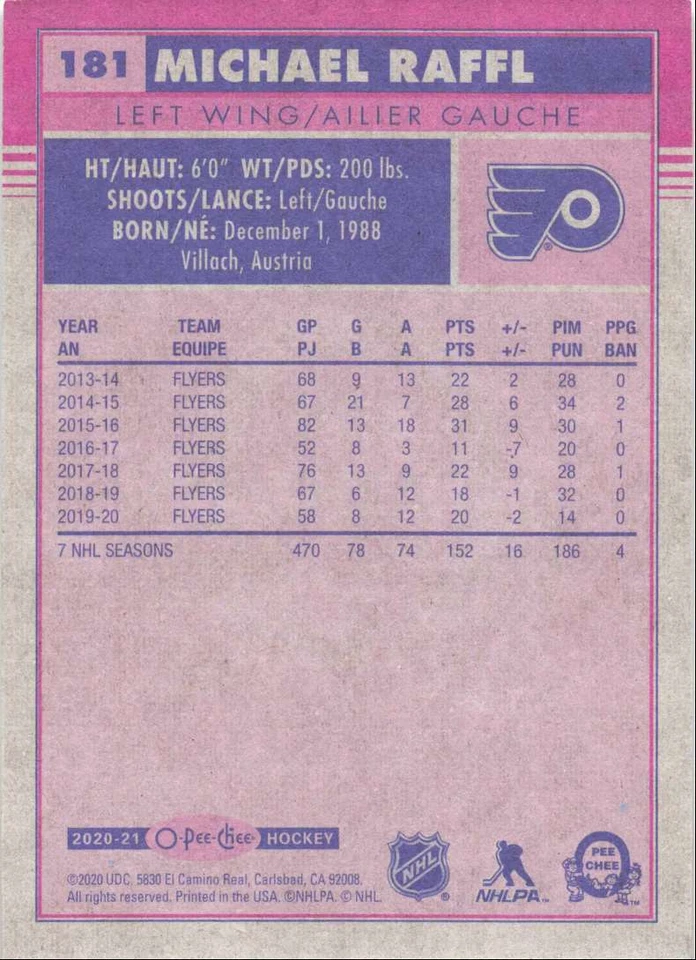 181 MICHAEL RAFFL
LEFT WING/AILIER GAUCHE
HT/HAUT: 6'0" WT/PDS: 200 lbs.
SHOOTS/LANCE: Left/Gauche
BORN/NÉ: December 1, 1988
Villach, Austria
YEAR TEAM GP G A PTS +/- PIM PPG
AN EQUIPE PJ B A PTS +/- PUN BAN
2013-14 FLYERS 68 9 13 22 2 28 0
2014-15 FLYERS 67 21 7 28 6 34 2
2015-16 FLYERS 82 13 18 31 9 30 1
2016-17 FLYERS 52 8 3 11 -7 20 0
2017-18 FLYERS 76 13 9 22 9 28 1
2018-19 FLYERS 67 6 12 18 -1 32 0
2019-20 FLYERS 58 8 12 20 -2 14 0
7 NHL SEASONS 470 78 74 152 16 186 4
2020-21 O-Pee-Chee HOCKEY
©2020 UDC. 5830 El Camino Real, Carlsbad, CA 92008.
All rights reserved. Printed in the USA. ©NHLPA. © NHL.
NHL ®
NHLPA™
PEE
CHEE
™